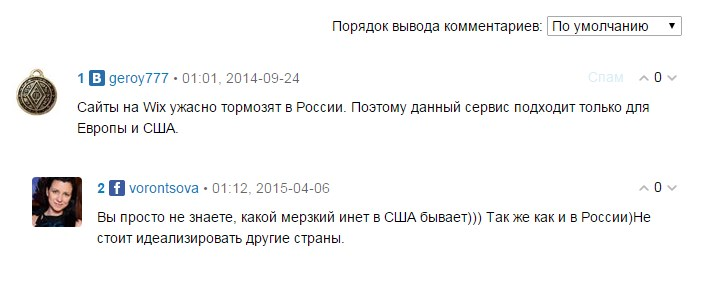 Порядок вывода комментариев: По умолчанию
1 B geroy777 • 01:01, 2014-09-24 Спам 0
Сайты на Wix ужасно тормозят в России. Поэтому данный сервис подходит только для
Европы и США.
2 f vorontsova • 01:12, 2015-04-06 0
Вы просто не знаете, какой мерзкий инет в США бывает))) Так же как и в России)Не
стоит идеализировать другие страны.